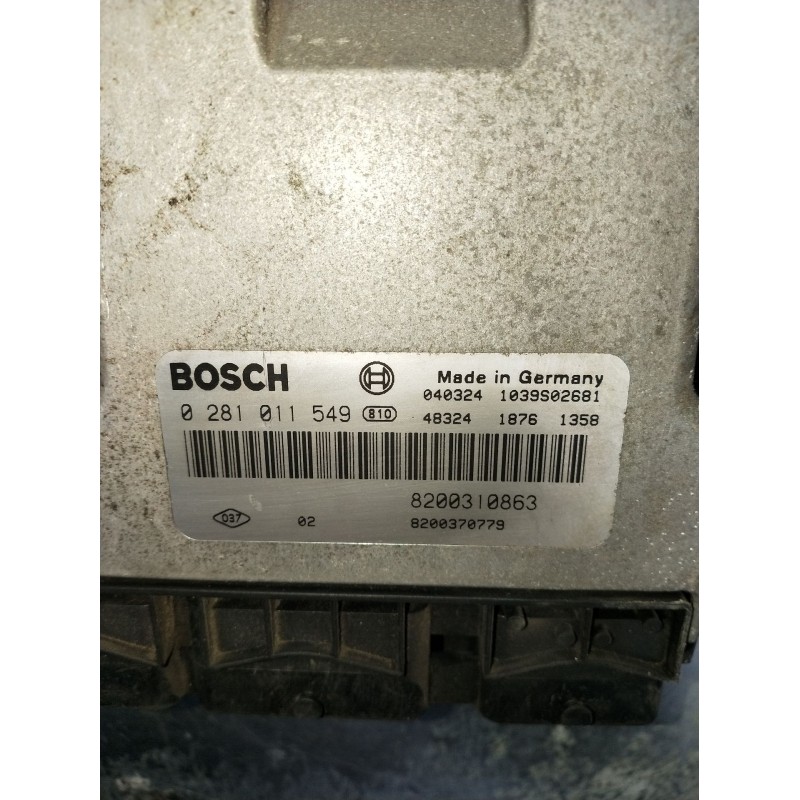 BOSCH Made in Germany
040324 1039S02681
0 281 011 549 810 48324 1876 1358
8200310863
D37 02 8200370779